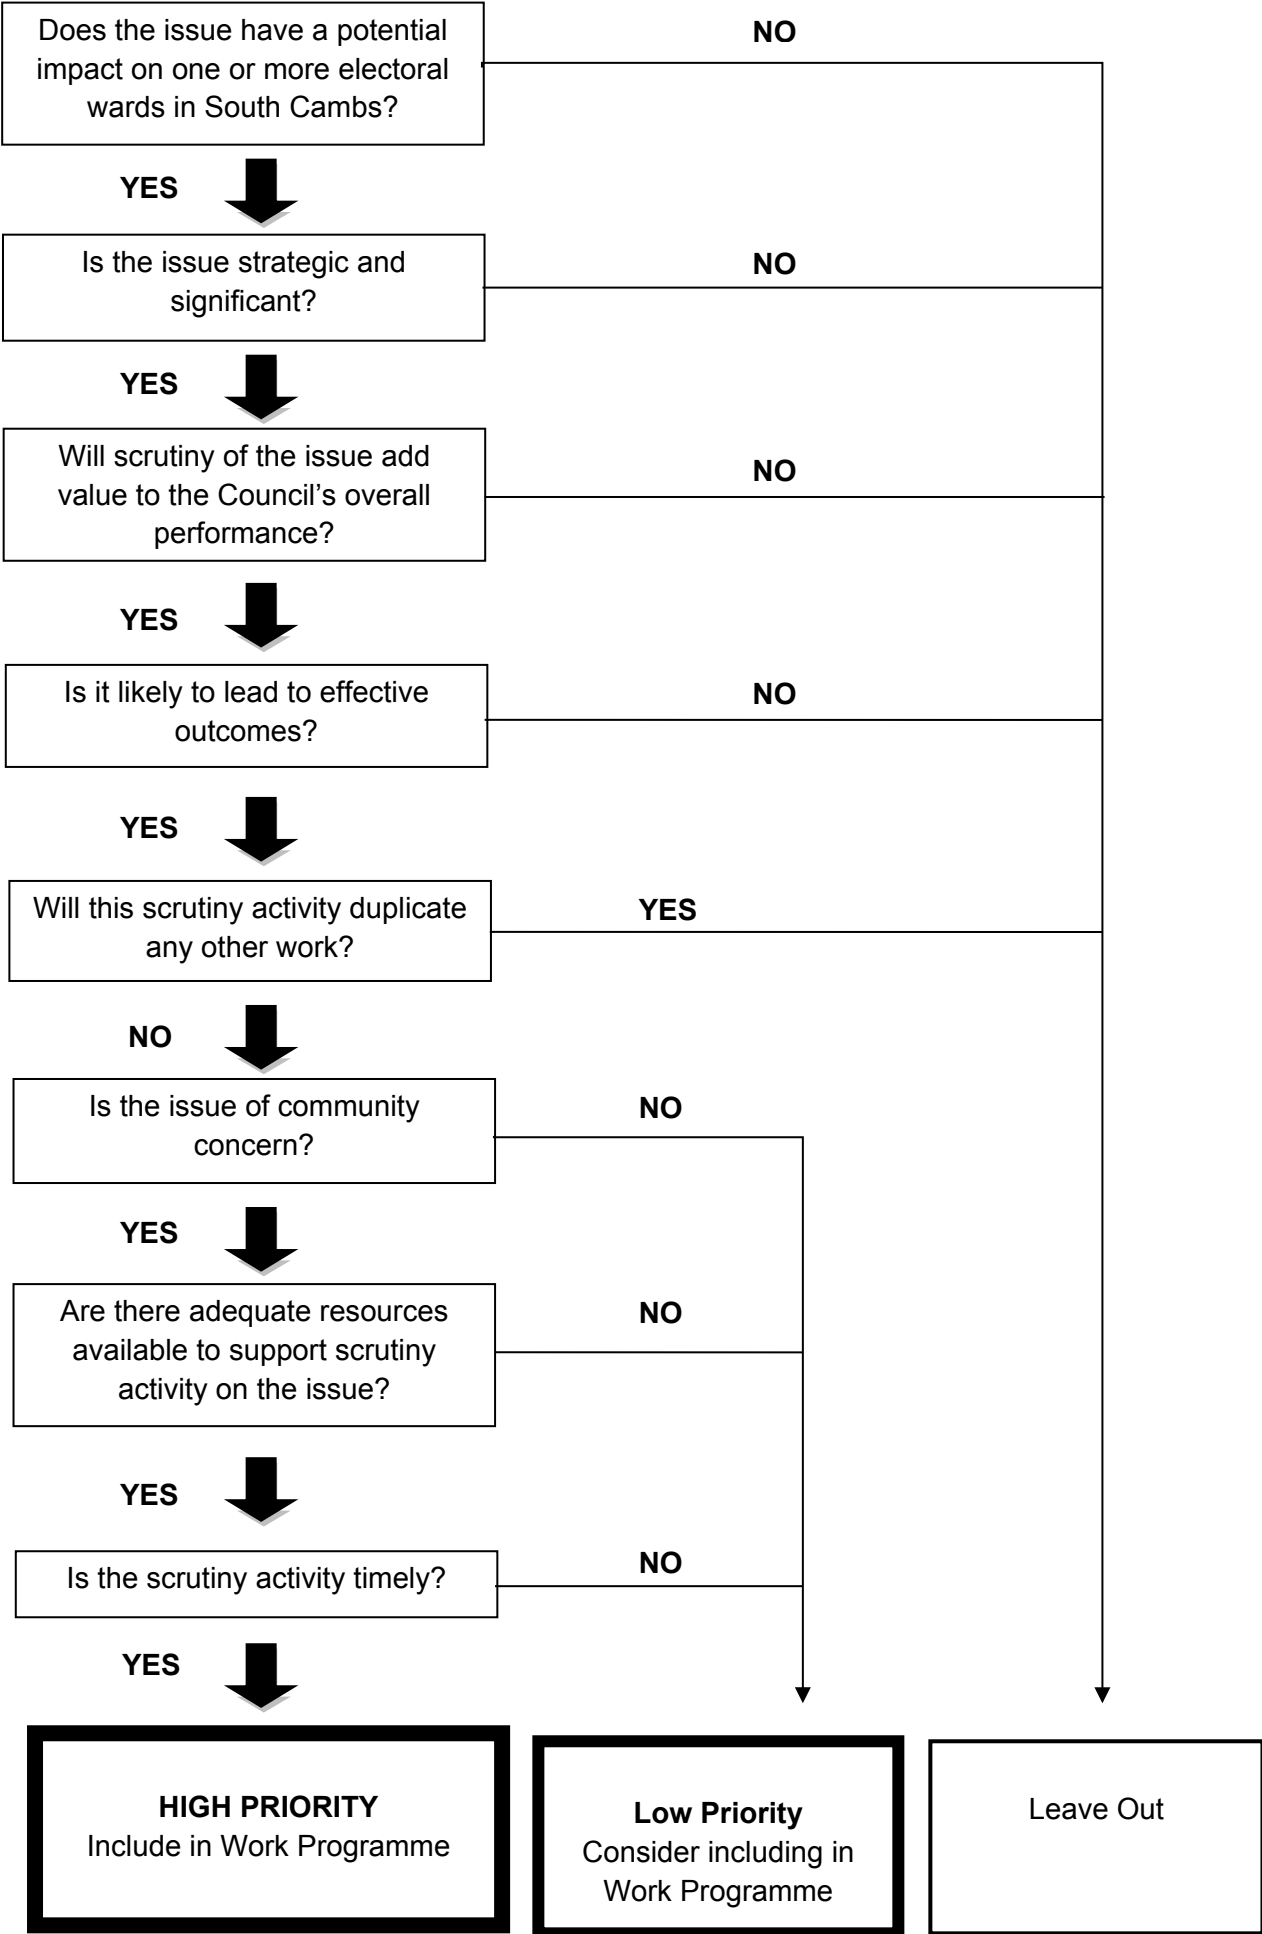 Does the issue have a potential
impact on one or more electoral
wards in South Cambs?
NO
YES
Is the issue strategic and
significant?
NO
YES
Will scrutiny of the issue add
value to the Council’s overall
performance?
NO
YES
Is it likely to lead to effective
outcomes?
NO
YES
Will this scrutiny activity duplicate
any other work?
YES
NO
Is the issue of community
concern?
NO
YES
Are there adequate resources
available to support scrutiny
activity on the issue?
NO
YES
Is the scrutiny activity timely?
NO
YES
HIGH PRIORITY
Include in Work Programme
Low Priority
Consider including in
Work Programme
Leave Out